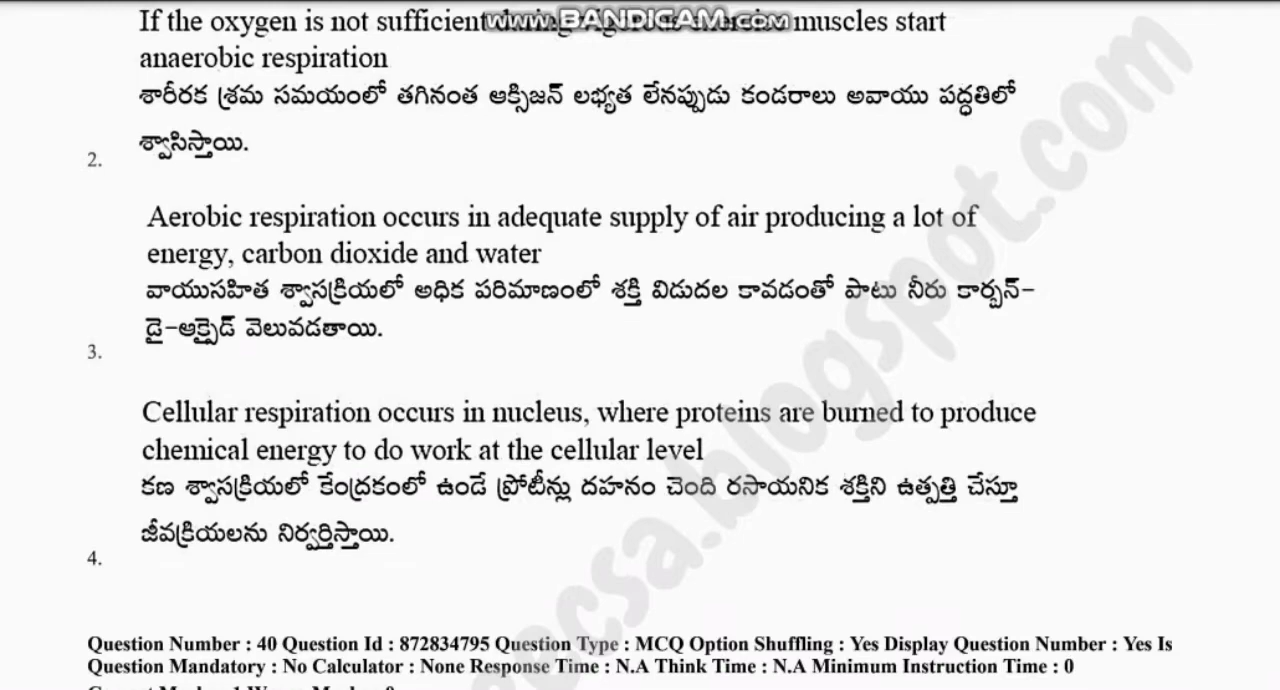 If the oxygen is not sufficient www.BANDICAM.com muscles start
anaerobic respiration
శారీరక శ్రమ సమయంలో తగినంత ఆక్సిజన్ లభ్యత లేనప్పుడు కండరాలు అవాయు పద్ధతిలో
శ్వాసిస్తాయి.
2.
Aerobic respiration occurs in adequate supply of air producing a lot of
energy, carbon dioxide and water
వాయుసహిత శ్వాసక్రియలో అధిక పరిమాణంలో శక్తి విడుదల కావడంతో పాటు నీరు కార్బన్-
డై-ఆక్సైడ్ వెలువడతాయి.
3.
Cellular respiration occurs in nucleus, where proteins are burned to produce
chemical energy to do work at the cellular level
కణ శ్వాసక్రియలో కేంద్రకంలో ఉండే ప్రోటీన్లు దహనం చెంది రసాయనిక శక్తిని ఉత్పత్తి చేస్తూ
జీవక్రియలను నిర్వర్తిస్తాయి.
4.
ecsa.blogspot.com
Question Number : 40 Question Id : 872834795 Question Type : MCQ Option Shuffling : Yes Display Question Number : Yes Is
Question Mandatory : No Calculator : None Response Time : N.A Think Time : N.A Minimum Instruction Time : 0